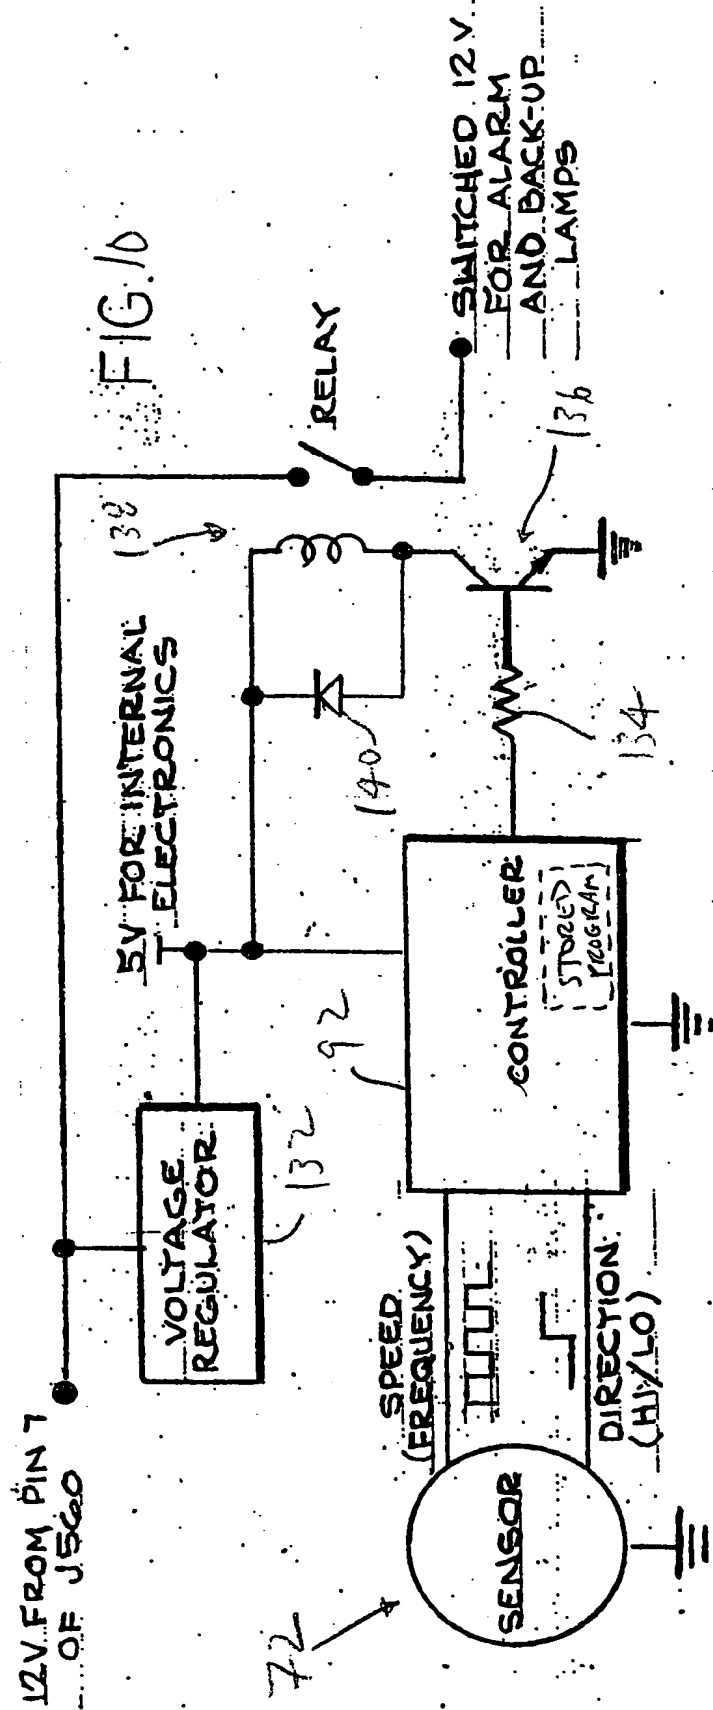 FIG. 10
12V FROM PIN 7
OF J560
VOLTAGE
REGULATOR
132
5V FOR INTERNAL
ELECTRONICS
138
RELAY
140
SWITCHED 12V
FOR ALARM
AND BACK-UP
LAMPS
136
134
92
CONTROLLER
STORED
PROGRAM
SPEED
(FREQUENCY)
DIRECTION
(HI/LO)
SENSOR
72